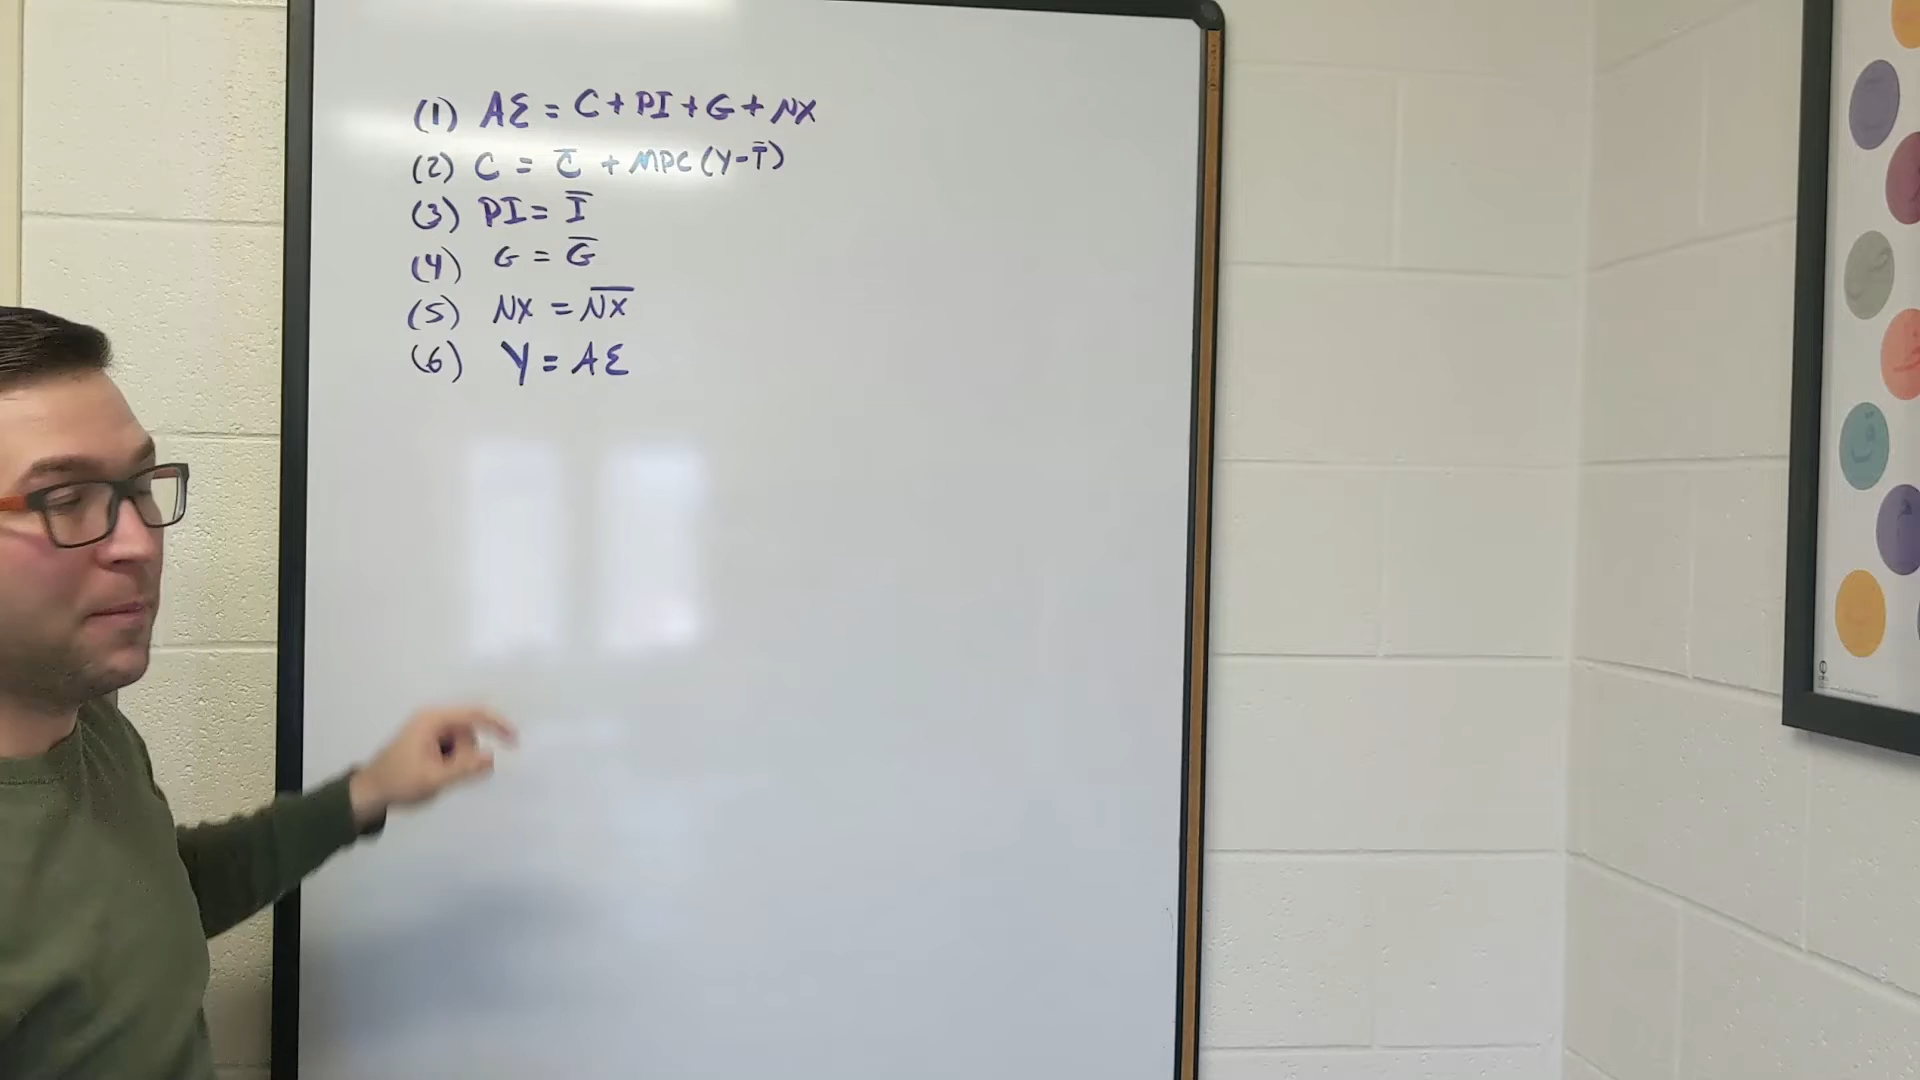 (1) AE = C + PI + G + NX
(2) C = C̅ + MPC (Y - T̅)
(3) PI = I̅
(4) G = G̅
(5) NX = N̅X̅
(6) Y = AE